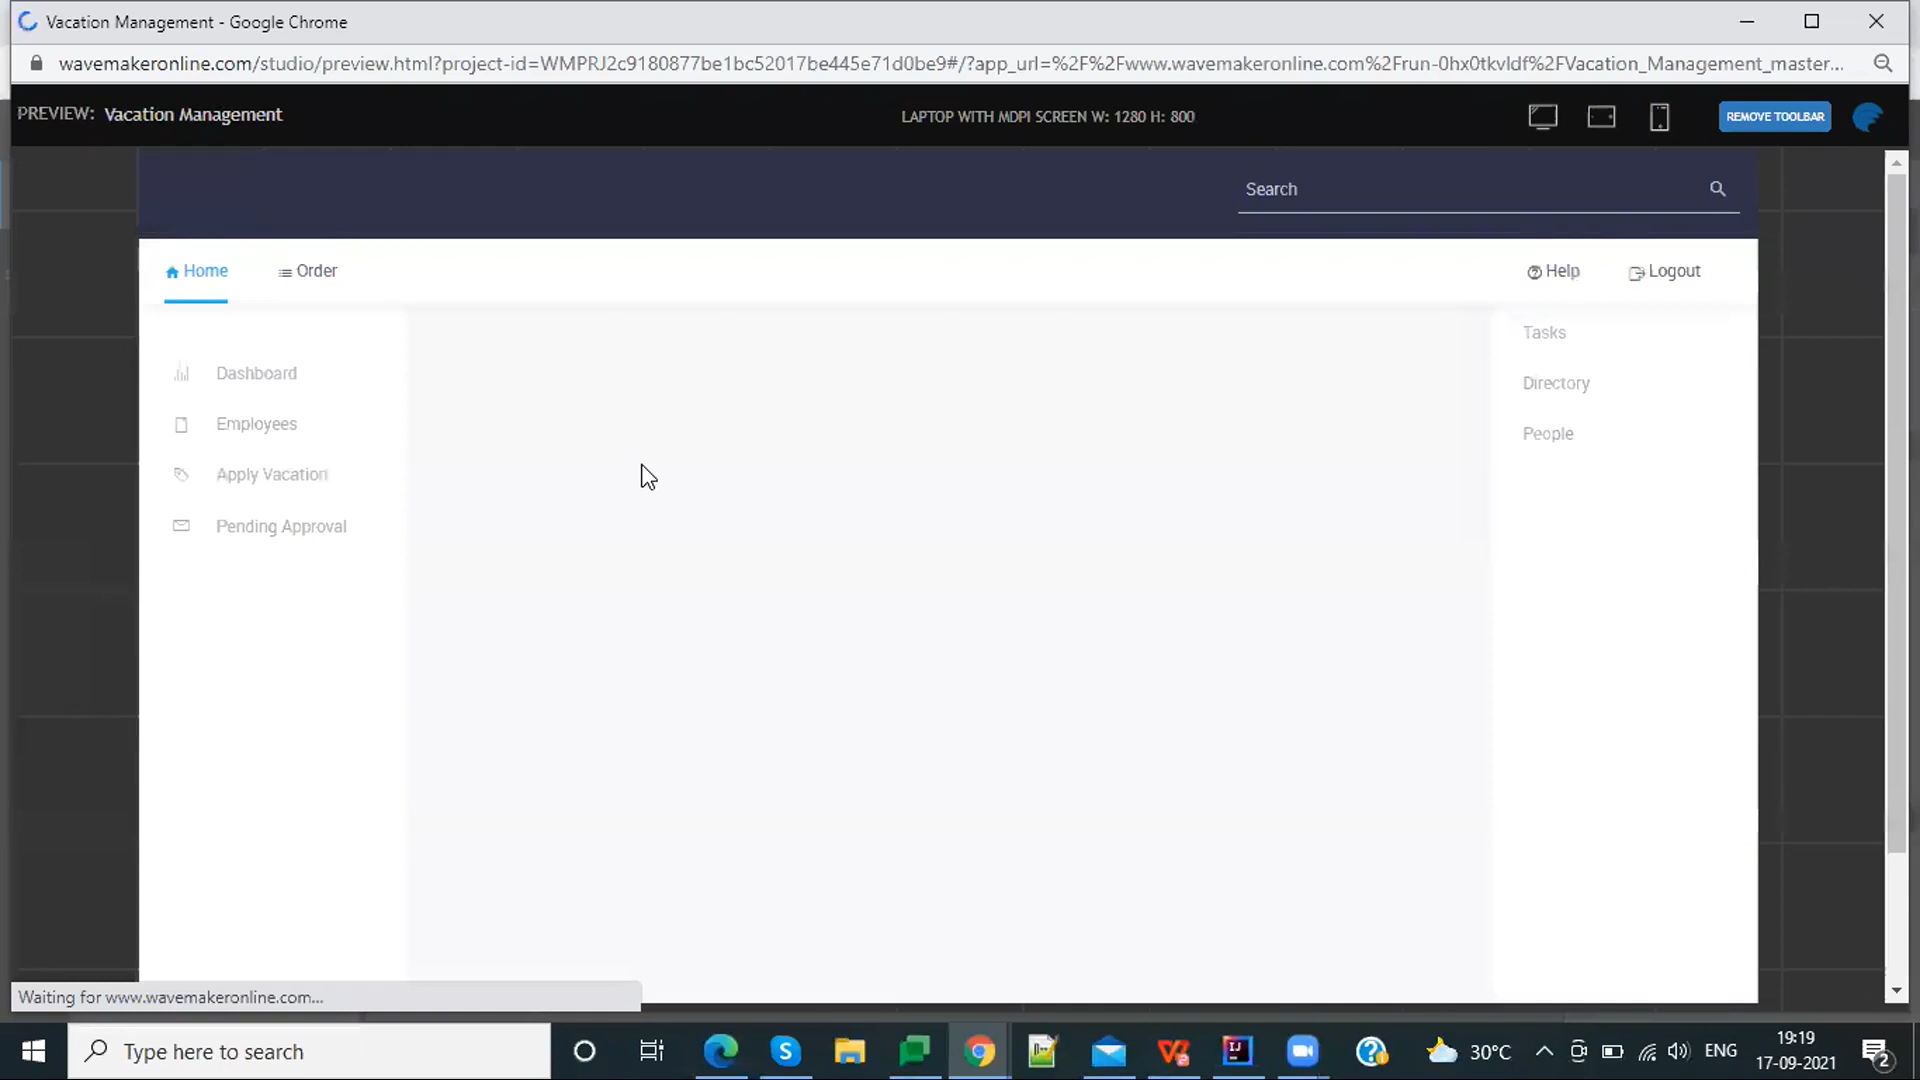 Vacation Management - Google Chrome
wavemakeronline.com/studio/preview.html?project-id=WMPRJ2c9180877be1bc52017be445e71d0be9#/?app_url=%2F%2Fwww.wavemakeronline.com%2Frun-0hx0tkvldf%2FVacation_Management_master...
PREVIEW: Vacation Management
LAPTOP WITH MDPI SCREEN W: 1280 H: 800
REMOVE TOOLBAR
Search
Home
Order
Help
Logout
Dashboard
Employees
Apply Vacation
Pending Approval
Tasks
Directory
People
Waiting for www.wavemakeronline.com...
Type here to search
30°C
ENG
19:19
17-09-2021
2